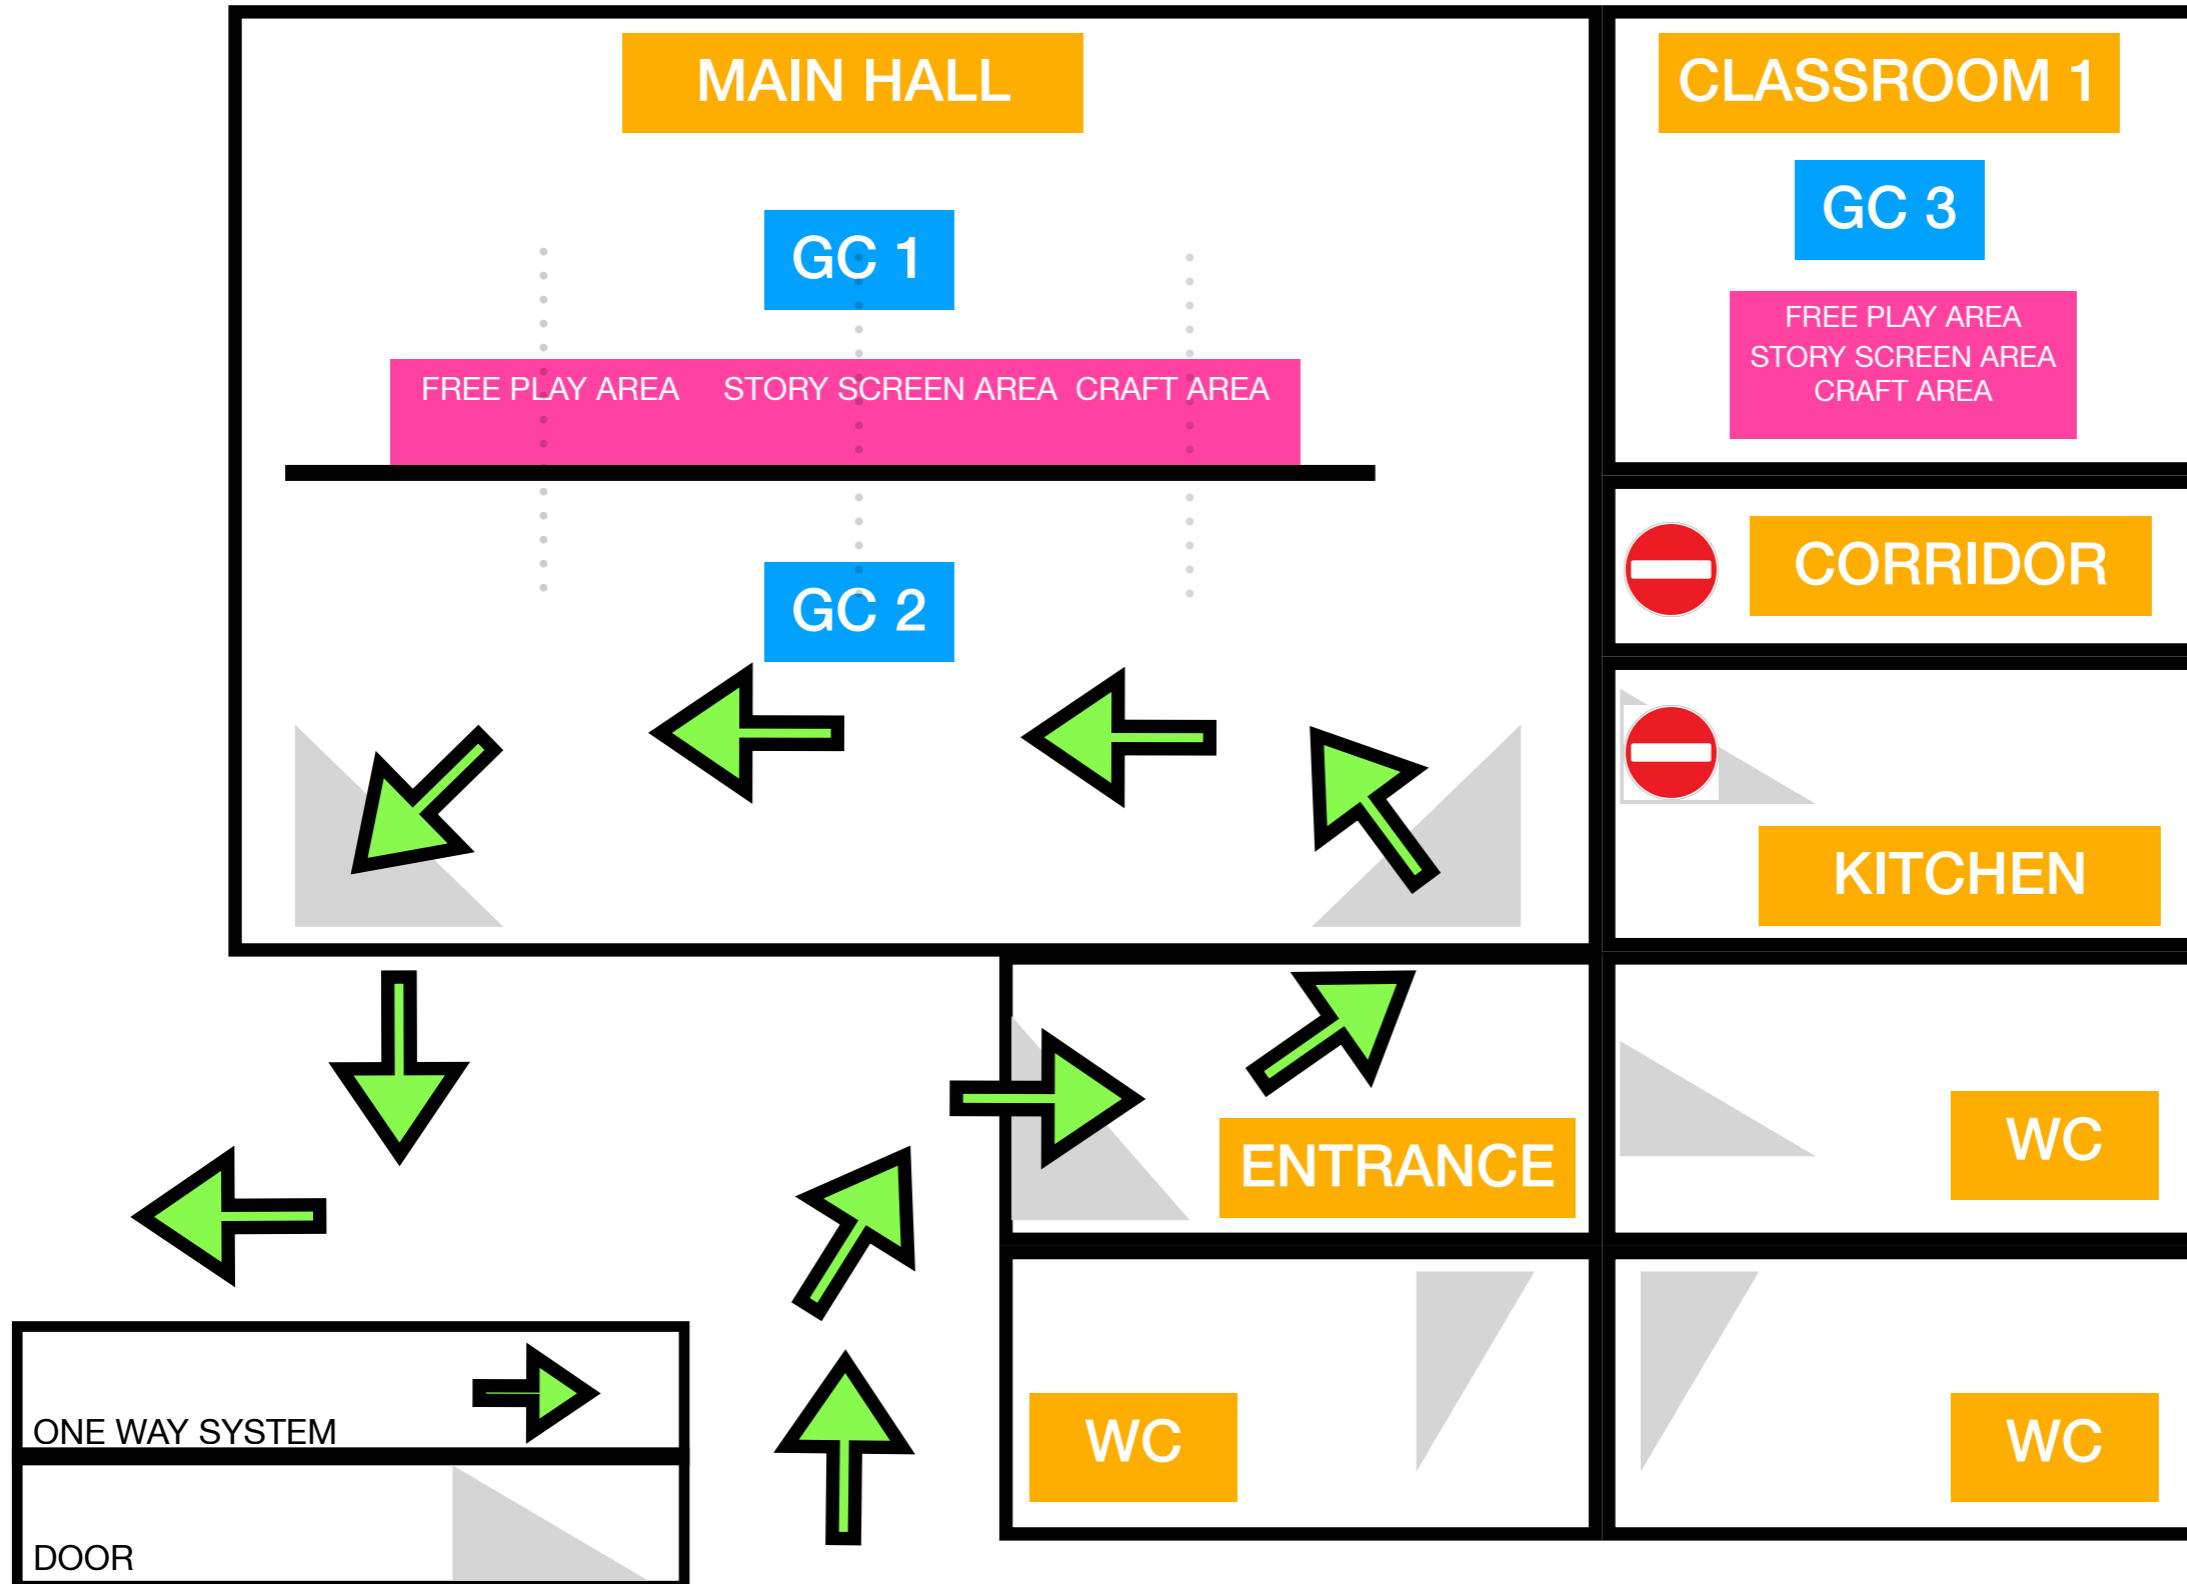 MAIN HALL
GC 1
FREE PLAY AREA STORY SCREEN AREA CRAFT AREA
GC 2
CLASSROOM 1
GC 3
FREE PLAY AREA
STORY SCREEN AREA
CRAFT AREA
CORRIDOR
KITCHEN
ENTRANCE
WC
WC
WC
ONE WAY SYSTEM
DOOR